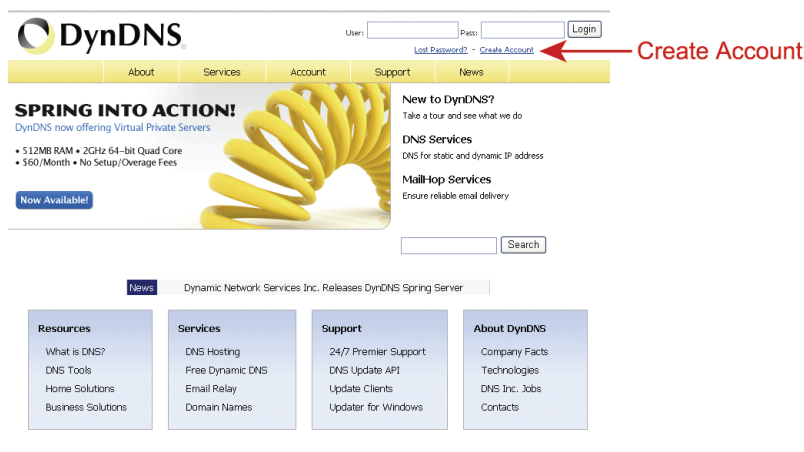 DynDNS
User: Pass: Login
Lost Password? - Create Account
Create Account
About Services Account Support News
SPRING INTO ACTION!
DynDNS now offering Virtual Private Servers
• 512MB RAM • 2GHz 64-bit Quad Core
• $60/Month • No Setup/Overage Fees
Now Available!
New to DynDNS?
Take a tour and see what we do
DNS Services
DNS for static and dynamic IP address
MailHop Services
Ensure reliable email delivery
Search
News Dynamic Network Services Inc. Releases DynDNS Spring Server
Resources
What is DNS?
DNS Tools
Home Solutions
Business Solutions
Services
DNS Hosting
Free Dynamic DNS
Email Relay
Domain Names
Support
24/7 Premier Support
DNS Update API
Update Clients
Updater for Windows
About DynDNS
Company Facts
Technologies
DNS Inc. Jobs
Contacts